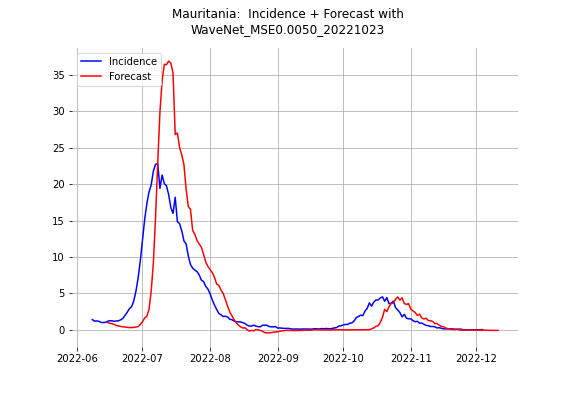 Mauritania:  Incidence + Forecast with
WaveNet_MSE0.0050_20221023
Incidence
Forecast
35
30
25
20
15
10
5
0
2022-06 2022-07 2022-08 2022-09 2022-10 2022-11 2022-12